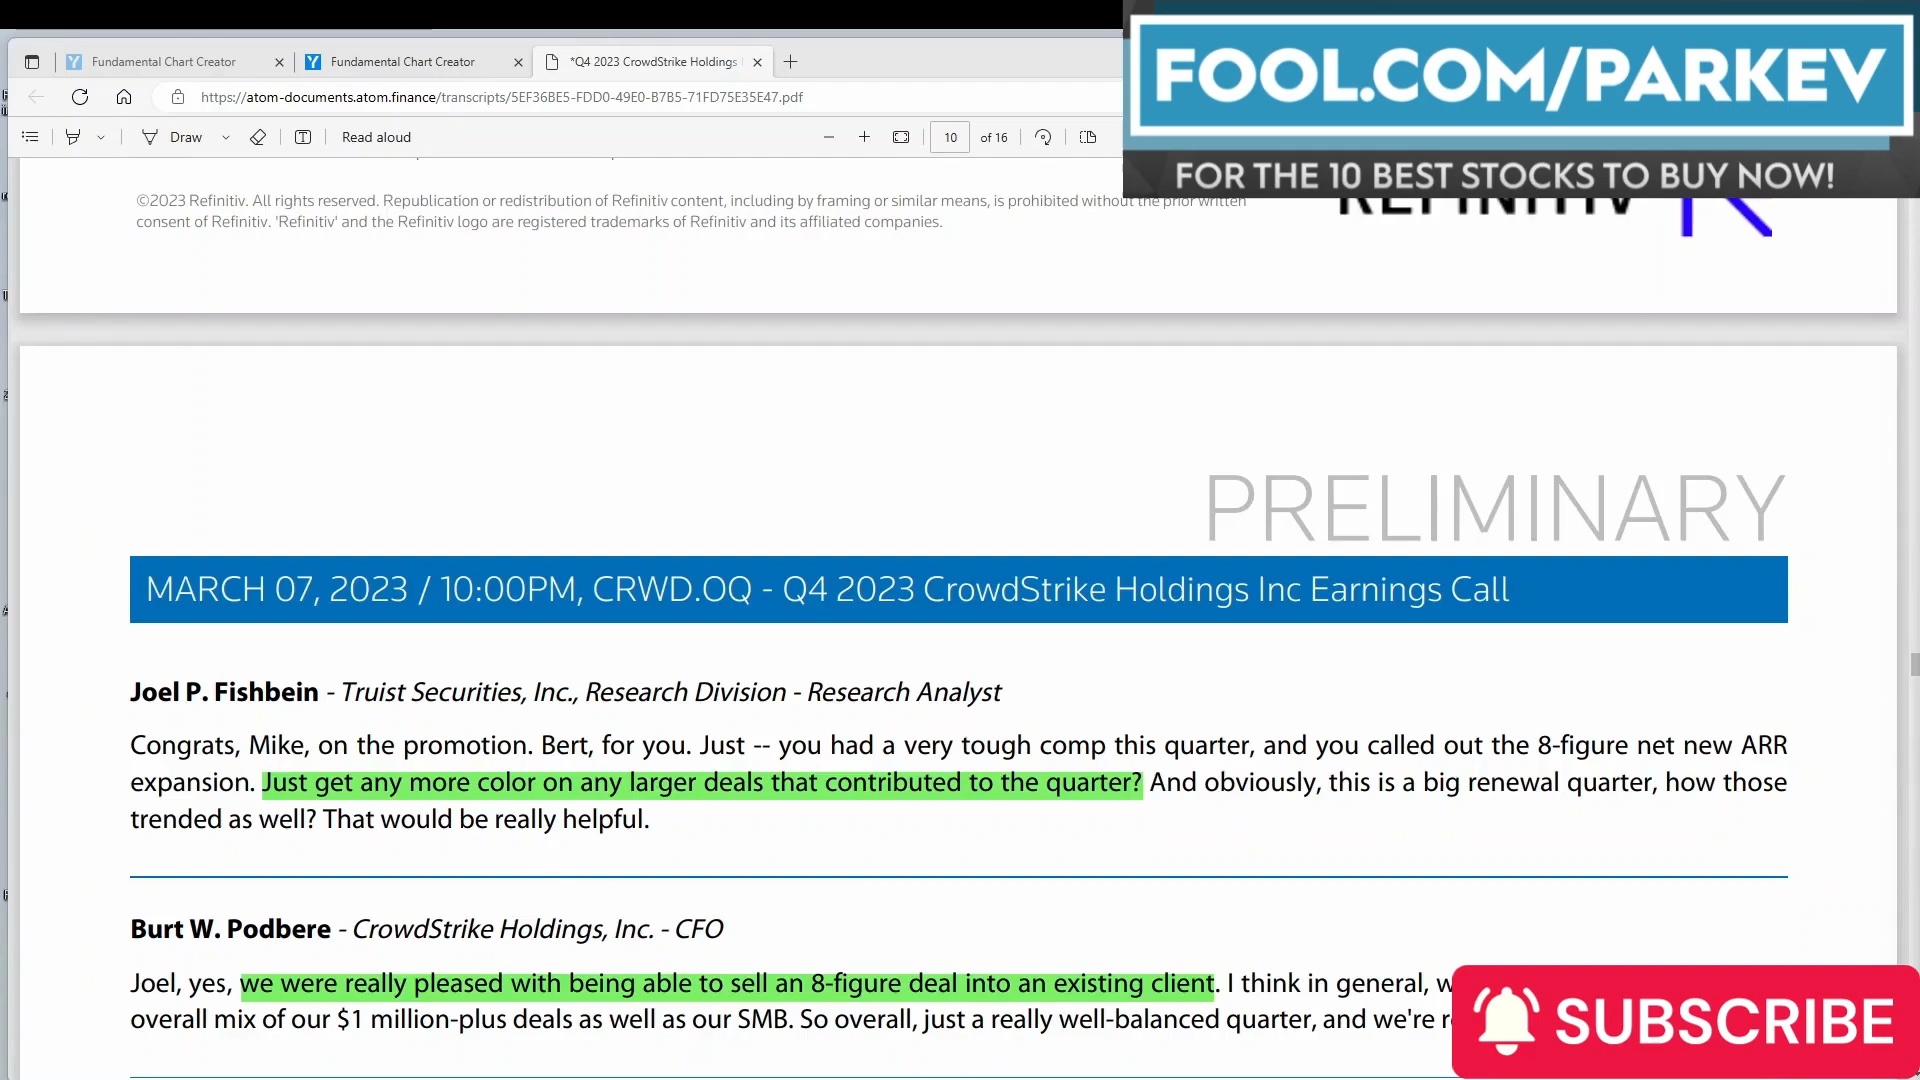 FOOL.COM/PARKEV
FOR THE 10 BEST STOCKS TO BUY NOW!
Fundamental Chart Creator
Fundamental Chart Creator
*Q4 2023 CrowdStrike Holdings
https://atom-documents.atom.finance/transcripts/5EF36BE5-FDD0-49E0-B7B5-71FD75E35E47.pdf
Draw
Read aloud
10 of 16
©2023 Refinitiv. All rights reserved. Republication or redistribution of Refinitiv content, including by framing or similar means, is prohibited without the prior written
consent of Refinitiv. 'Refinitiv' and the Refinitiv logo are registered trademarks of Refinitiv and its affiliated companies.
REFINITIV
PRELIMINARY
MARCH 07, 2023 / 10:00PM, CRWD.OQ - Q4 2023 CrowdStrike Holdings Inc Earnings Call
Joel P. Fishbein - Truist Securities, Inc., Research Division - Research Analyst
Congrats, Mike, on the promotion. Bert, for you. Just -- you had a very tough comp this quarter, and you called out the 8-figure net new ARR
expansion. Just get any more color on any larger deals that contributed to the quarter? And obviously, this is a big renewal quarter, how those
trended as well? That would be really helpful.
Burt W. Podbere - CrowdStrike Holdings, Inc. - CFO
Joel, yes, we were really pleased with being able to sell an 8-figure deal into an existing client. I think in general,
overall mix of our $1 million-plus deals as well as our SMB. So overall, just a really well-balanced quarter, and we're
SUBSCRIBE